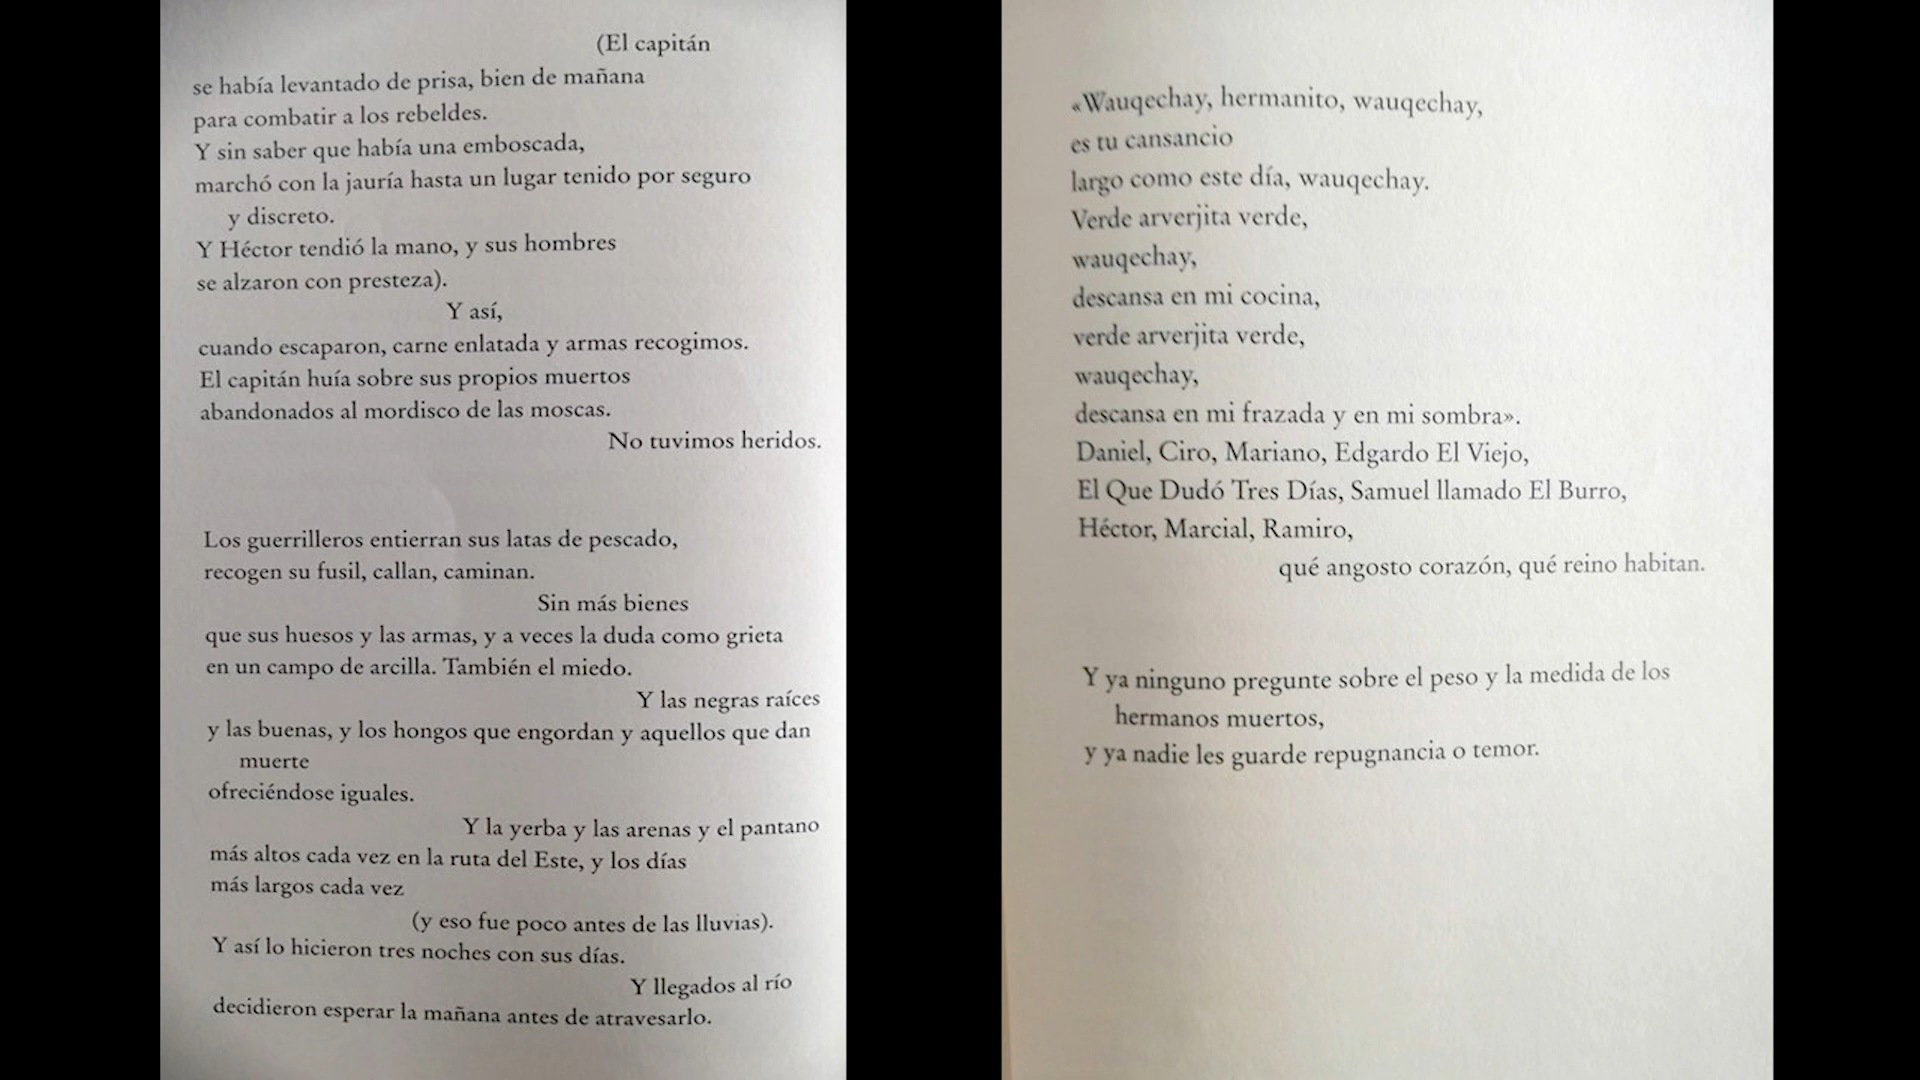 (El capitán
se había levantado de prisa, bien de mañana
para combatir a los rebeldes.
Y sin saber que había una emboscada,
marchó con la jauría hasta un lugar tenido por seguro
y discreto.
Y Héctor tendió la mano, y sus hombres
se alzaron con presteza).
Y así,
cuando escaparon, carne enlatada y armas recogimos.
El capitán huía sobre sus propios muertos
abandonados al mordisco de las moscas.
No tuvimos heridos.
Los guerrilleros entierran sus latas de pescado,
recogen su fusil, callan, caminan.
Sin más bienes
que sus huesos y las armas, y a veces la duda como grieta
en un campo de arcilla. También el miedo.
Y las negras raíces
y las buenas, y los hongos que engordan y aquellos que dan
muerte
ofreciéndose iguales.
Y la yerba y las arenas y el pantano
más altos cada vez en la ruta del Este, y los días
más largos cada vez
(y eso fue poco antes de las lluvias).
Y así lo hicieron tres noches con sus días.
Y llegados al río
decidieron esperar la mañana antes de atravesarlo.
«Wauqechay, hermanito, wauqechay,
es tu cansancio
largo como este día, wauqechay.
Verde arverjita verde,
wauqechay,
descansa en mi cocina,
verde arverjita verde,
wauqechay,
descansa en mi frazada y en mi sombra».
Daniel, Ciro, Mariano, Edgardo El Viejo,
El Que Dudó Tres Días, Samuel llamado El Burro,
Héctor, Marcial, Ramiro,
qué angosto corazón, qué reino habitan.
Y ya ninguno pregunte sobre el peso y la medida de los
hermanos muertos,
y ya nadie les guarde repugnancia o temor.